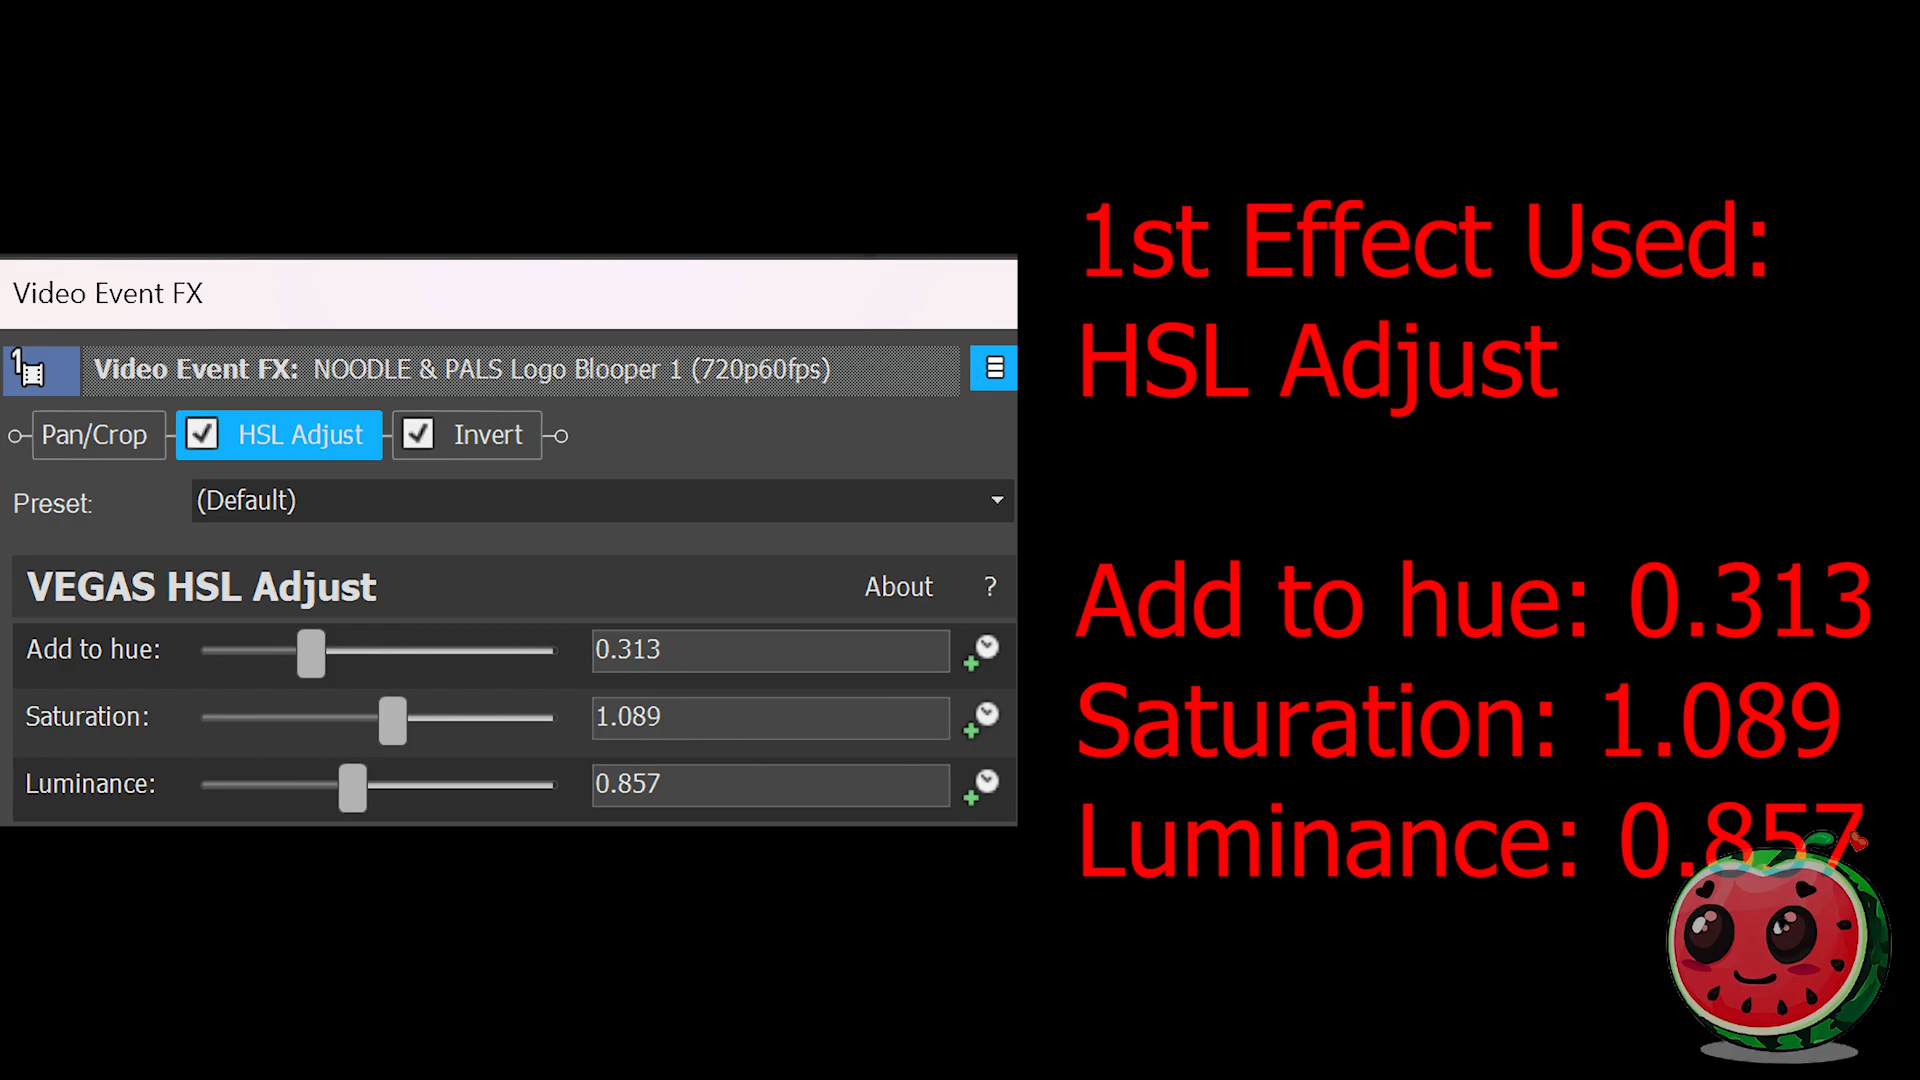 Video Event FX
1 Video Event FX: NOODLE & PALS Logo Blooper 1 (720p60fps)
Pan/Crop HSL Adjust Invert
Preset: (Default)
VEGAS HSL Adjust About ?
Add to hue: 0.313
Saturation: 1.089
Luminance: 0.857
1st Effect Used:
HSL Adjust
Add to hue: 0.313
Saturation: 1.089
Luminance: 0.857